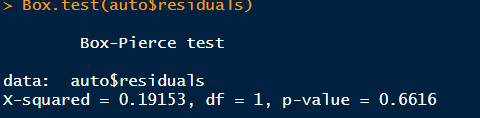 > Box.test(auto$residuals)
Box-Pierce test
data:  auto$residuals
X-squared = 0.19153, df = 1, p-value = 0.6616